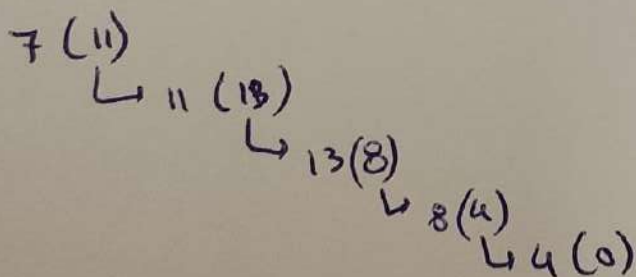 7 (11)
↳ 11 (13)
↳ 13(8)
↳ 8(4)
↳ 4 (0)